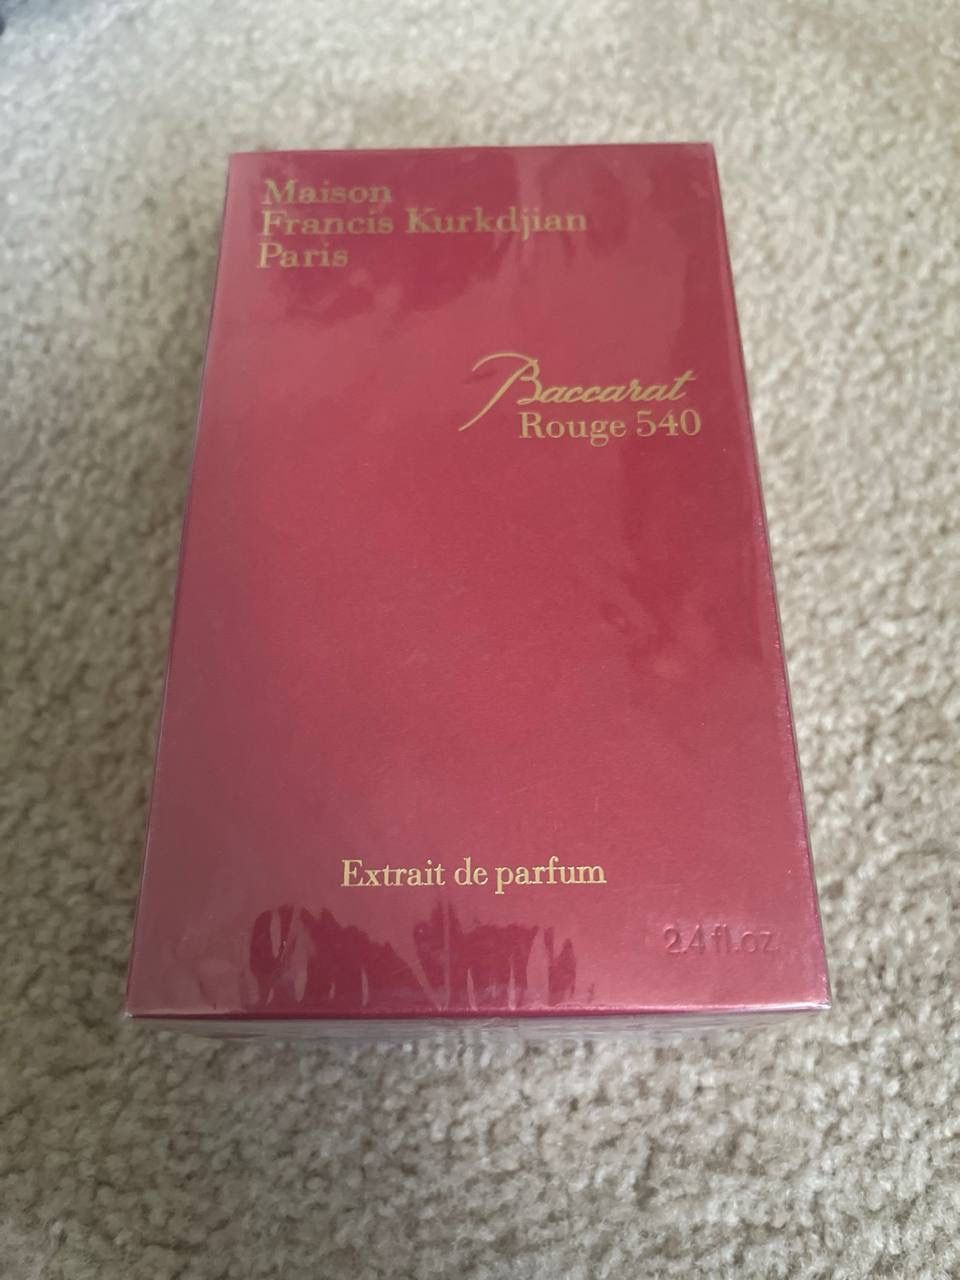 Maison
Francis Kurkdjian
Paris
Baccarat
Rouge 540
Extrait de parfum
2.4 fl.oz.